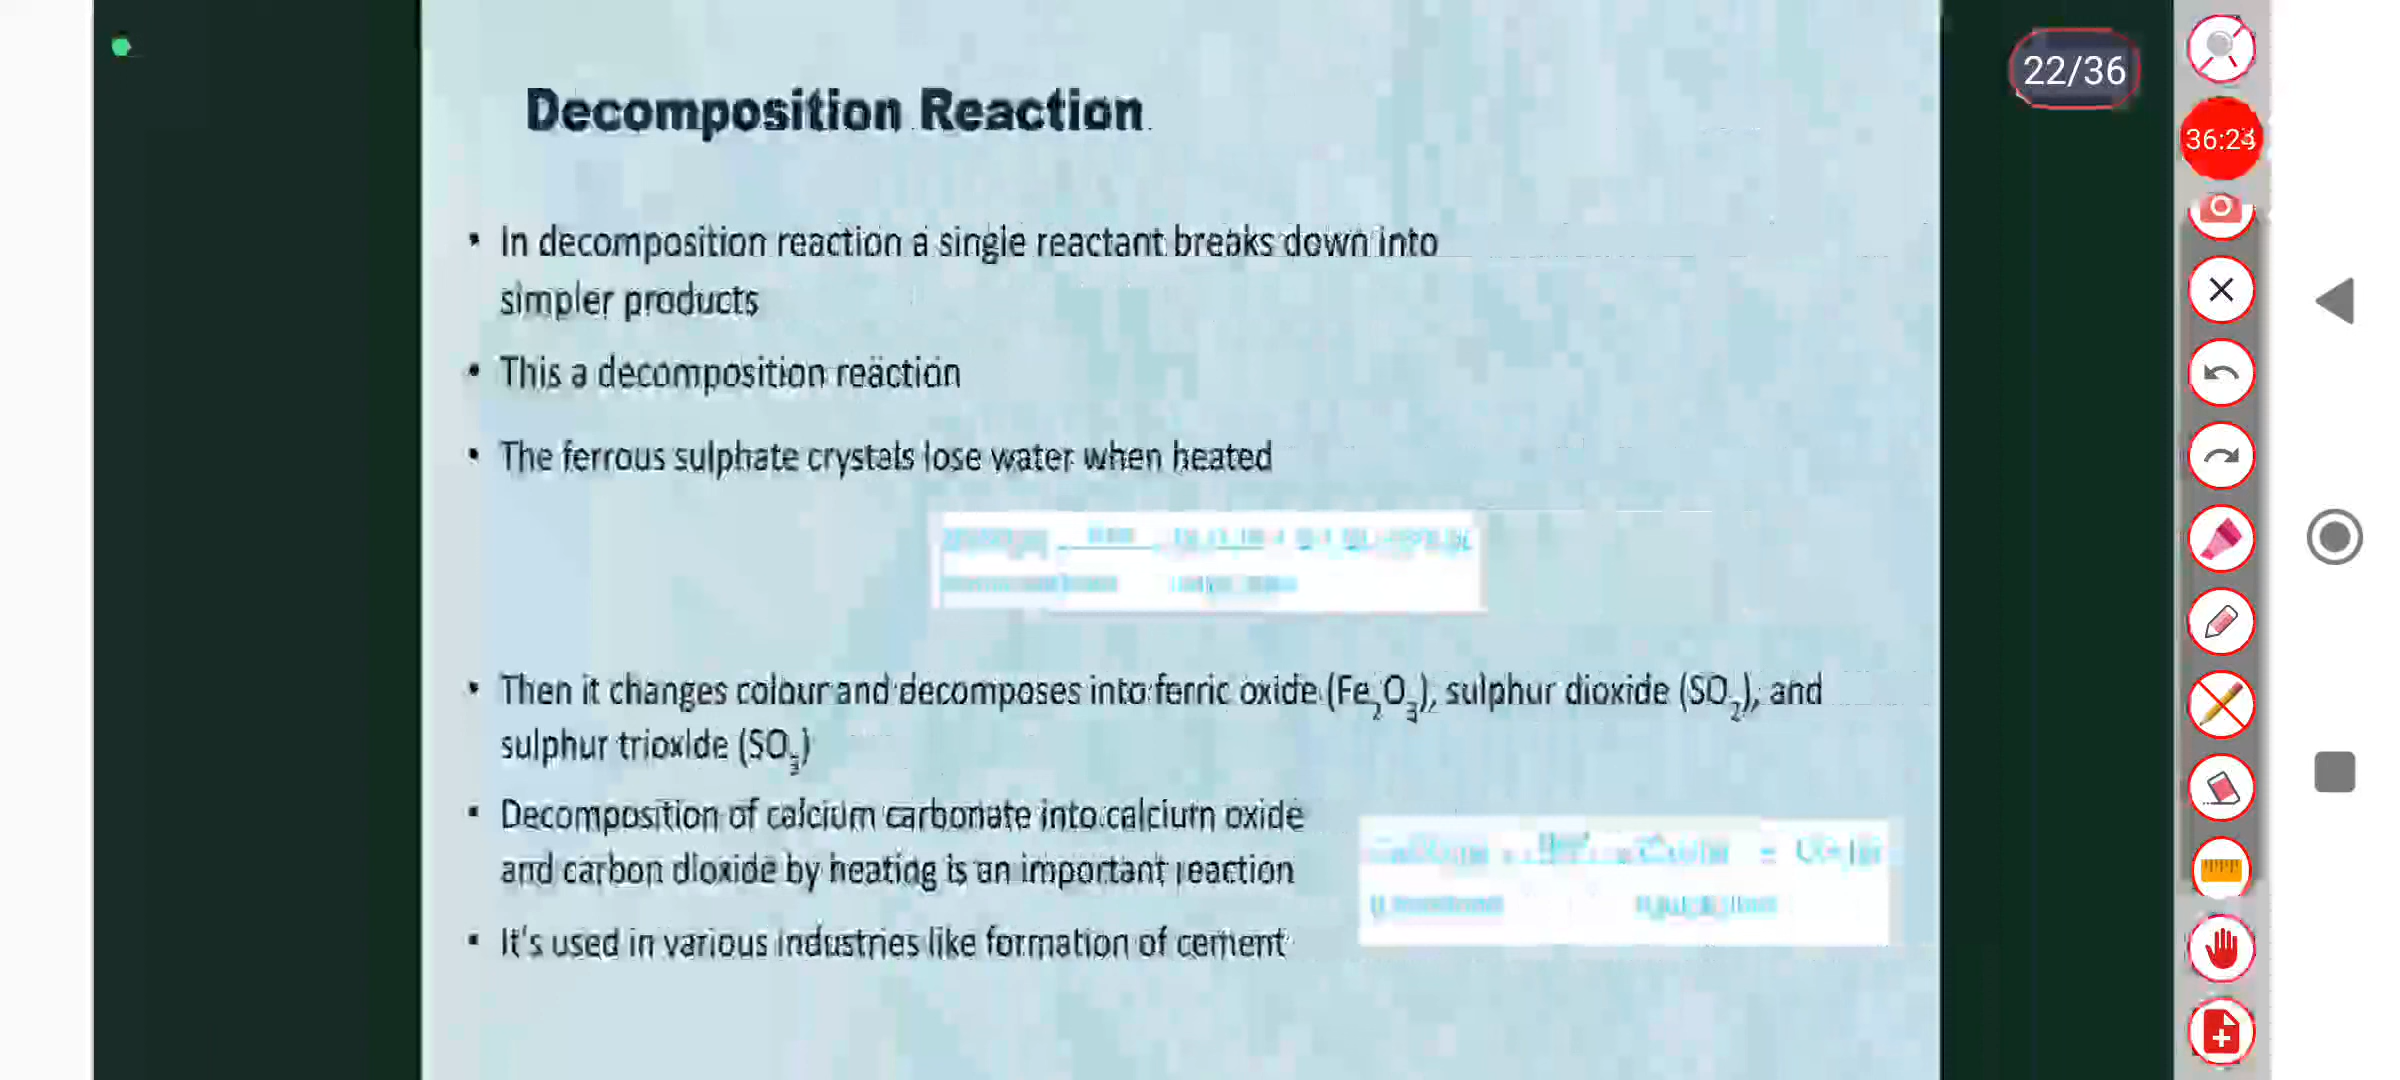 22/36
Decomposition Reaction
36:23
• In decomposition reaction a single reactant breaks down into
simpler products
• This a decomposition reaction
• The ferrous sulphate crystals lose water when heated
• Then it changes colour and decomposes into ferric oxide (Fe₂O₃), sulphur dioxide (SO₂), and
sulphur trioxide (SO₃)
• Decomposition of calcium carbonate into calcium oxide
and carbon dioxide by heating is an important reaction
• It's used in various industries like formation of cement